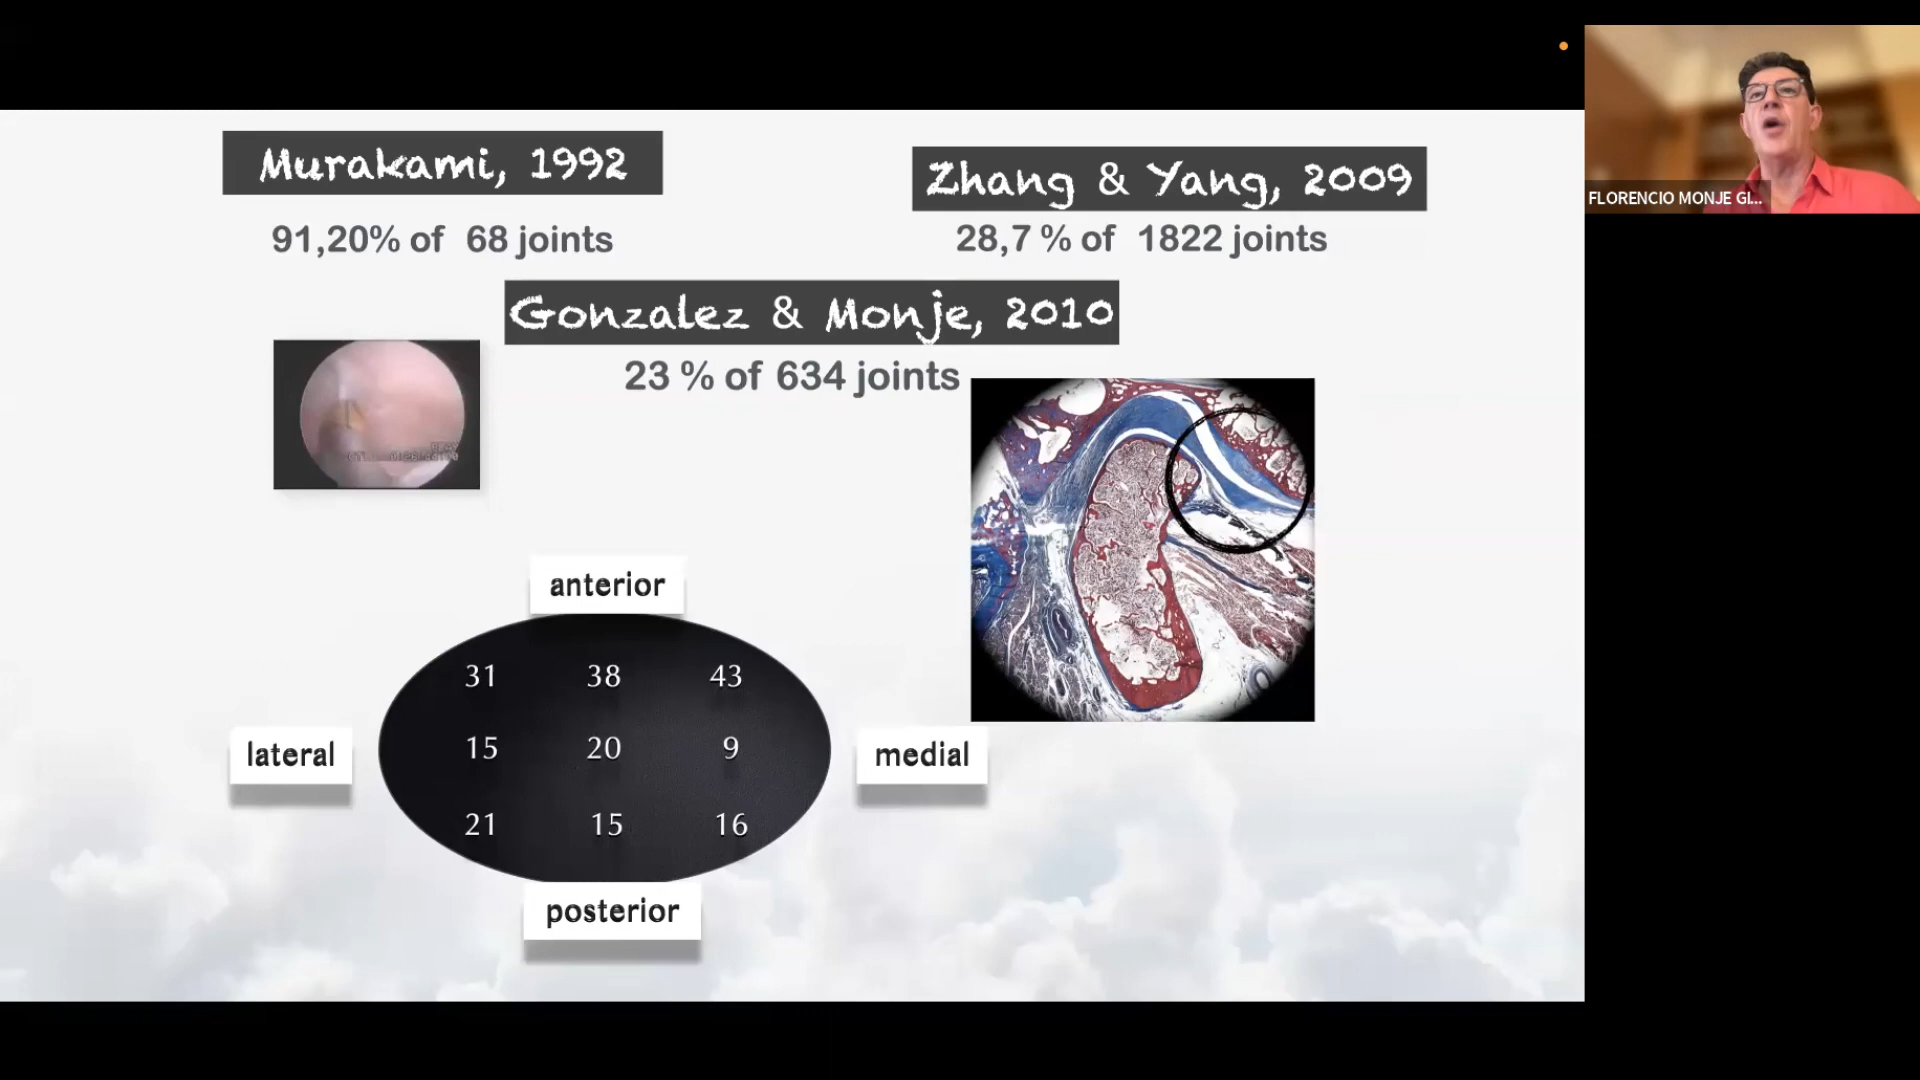 Murakami, 1992
91,20% of 68 joints
Zhang & Yang, 2009
28,7 % of 1822 joints
FLORENCIO MONJE GI...
Gonzalez & Monje, 2010
23 % of 634 joints
anterior
31 38 43
lateral
15 20 9
medial
21 15 16
posterior